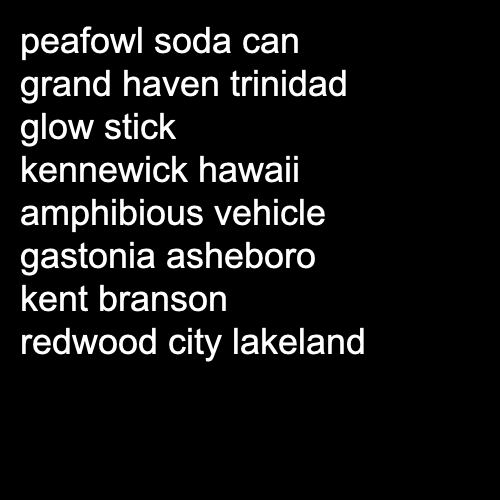 peafowl soda can
grand haven trinidad
glow stick
kennewick hawaii
amphibious vehicle
gastonia asheboro
kent branson
redwood city lakeland